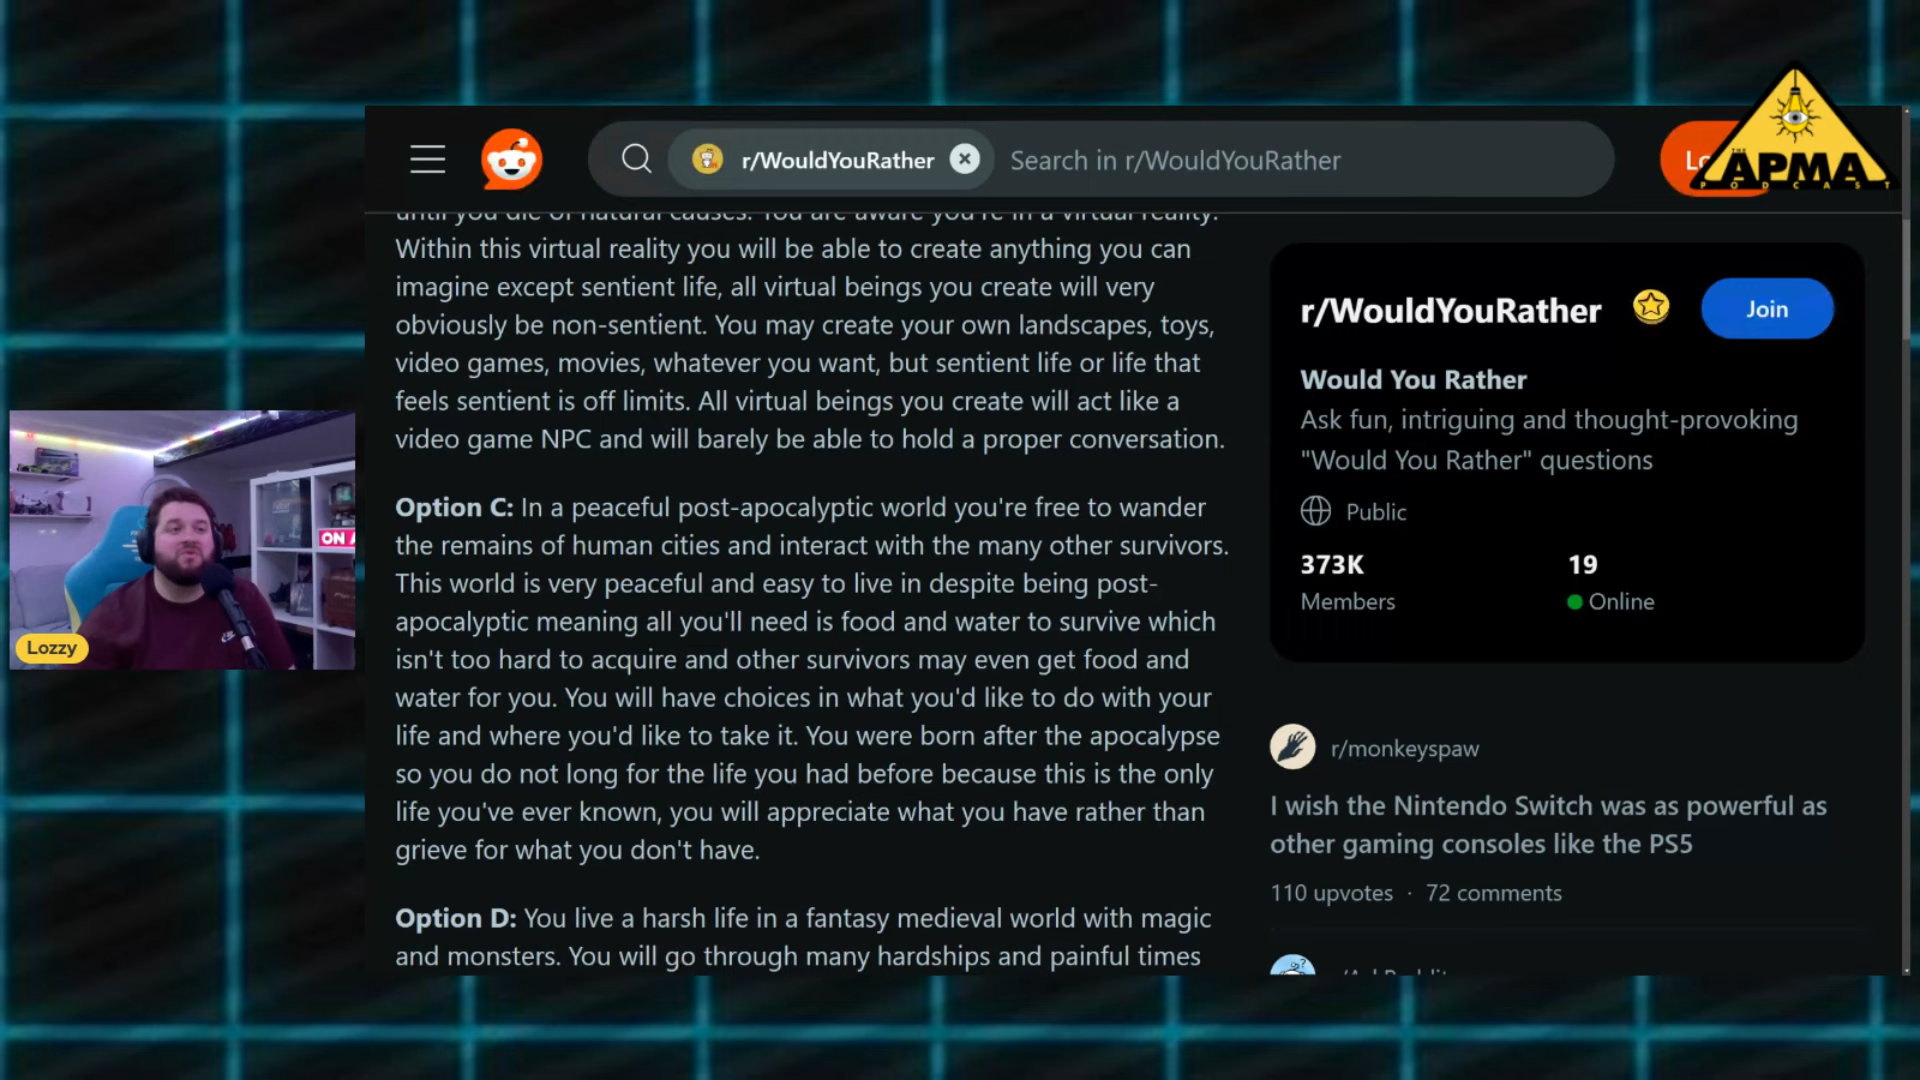 r/WouldYouRather
Search in r/WouldYouRather
THE
APMA
PODCAST
until you die of natural causes. You are aware you're in a virtual reality.
Within this virtual reality you will be able to create anything you can
imagine except sentient life, all virtual beings you create will very
obviously be non-sentient. You may create your own landscapes, toys,
video games, movies, whatever you want, but sentient life or life that
feels sentient is off limits. All virtual beings you create will act like a
video game NPC and will barely be able to hold a proper conversation.
Option C: In a peaceful post-apocalyptic world you're free to wander
the remains of human cities and interact with the many other survivors.
This world is very peaceful and easy to live in despite being post-
apocalyptic meaning all you'll need is food and water to survive which
isn't too hard to acquire and other survivors may even get food and
water for you. You will have choices in what you'd like to do with your
life and where you'd like to take it. You were born after the apocalypse
so you do not long for the life you had before because this is the only
life you've ever known, you will appreciate what you have rather than
grieve for what you don't have.
Option D: You live a harsh life in a fantasy medieval world with magic
and monsters. You will go through many hardships and painful times
r/WouldYouRather
Join
Would You Rather
Ask fun, intriguing and thought-provoking
"Would You Rather" questions
Public
373K
19
Members
Online
r/monkeyspaw
I wish the Nintendo Switch was as powerful as
other gaming consoles like the PS5
110 upvotes · 72 comments
ON
Lozzy